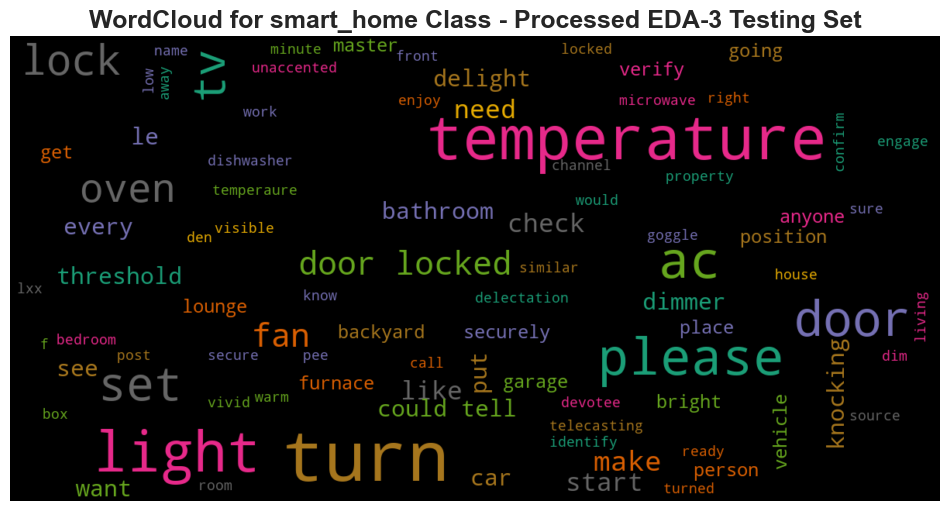 WordCloud for smart_home Class - Processed EDA-3 Testing Set
lock
name
minute
master
front
locked
going
low
away
tv
unaccented
delight
verify
enjoy
need
microwave
right
work
le
temperature
confirm
engage
get
dishwasher
channel
property
oven
temperaure
would
every
bathroom
check
anyone
sure
den
visible
goggle
position
threshold
door locked
similar
ac
house
lxx
know
delectation
dimmer
lounge
door
living
f
bedroom
fan
backyard
securely
place
post
secure
pee
call
please
dim
see
set
furnace
like
put
garage
knocking
vivid
warm
could tell
devotee
bright
vehicle
source
box
telecasting
identify
light
turn
make
ready
person
car
want
room
start
turned